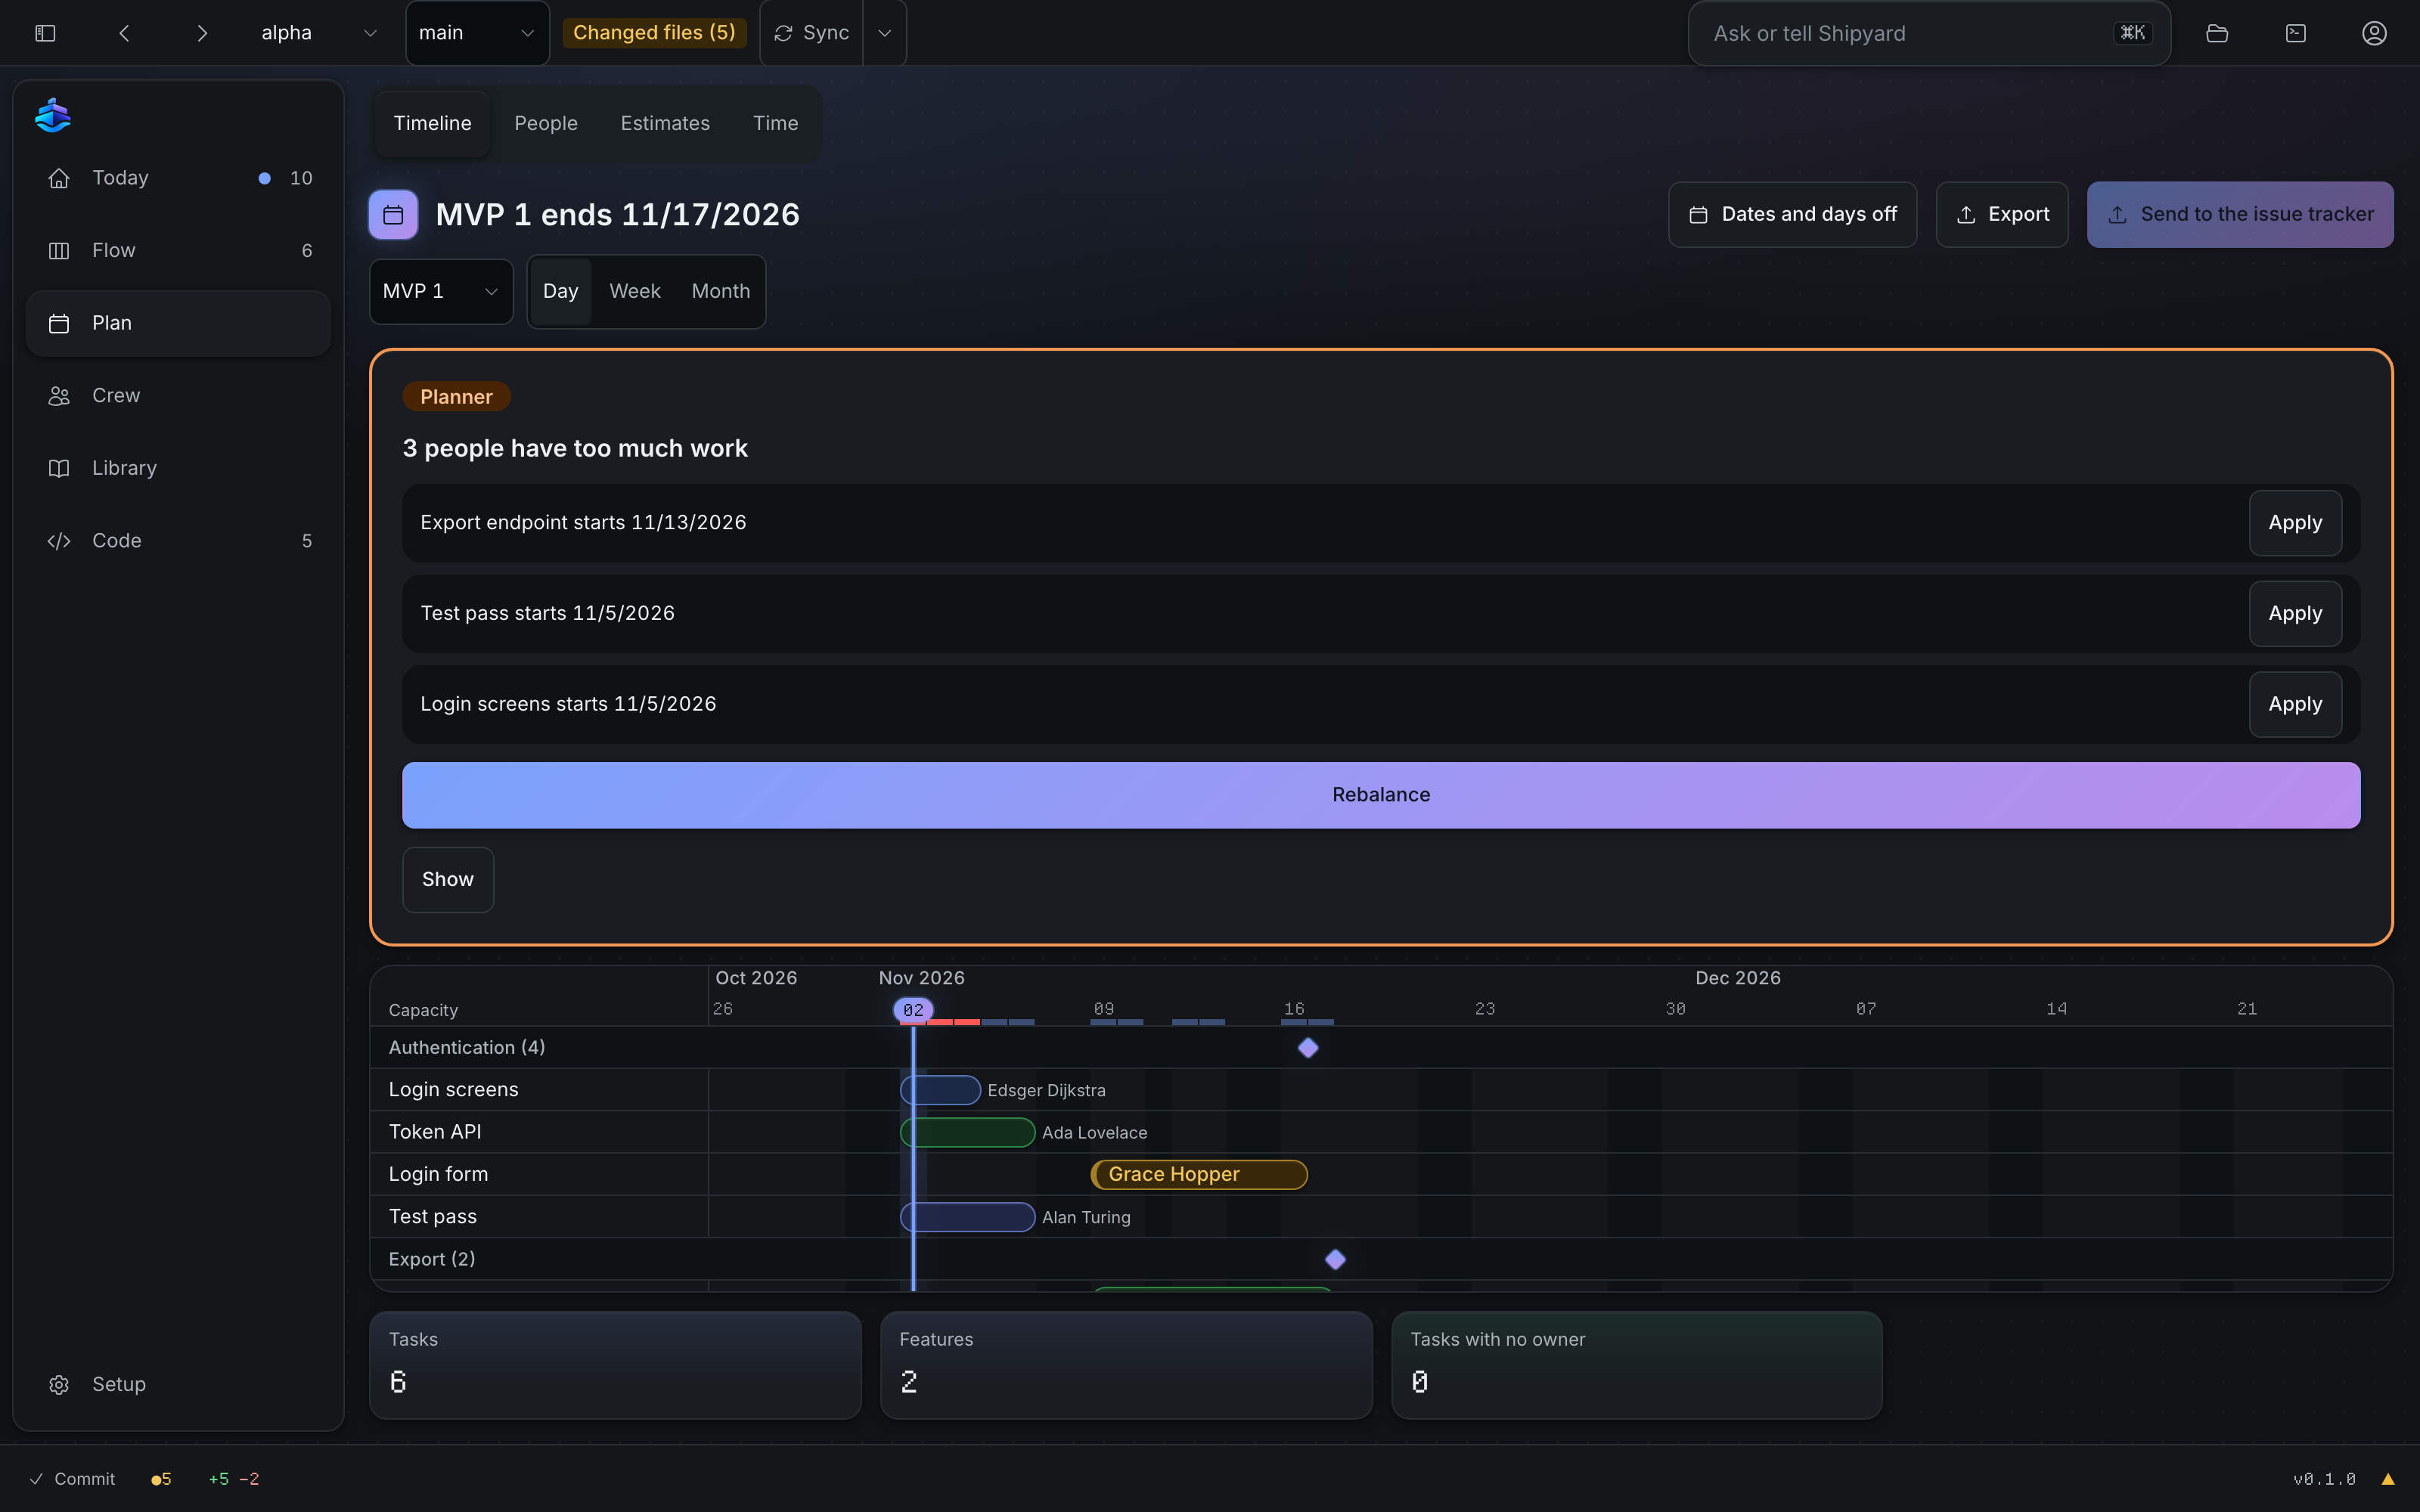 alpha
main
Changed files (5)
Sync
Ask or tell Shipyard
⌘K
Today 10
Flow 6
Plan
Crew
Library
Code 5
Setup
Timeline People Estimates Time
MVP 1 ends 11/17/2026
Dates and days off
Export
Send to the issue tracker
MVP 1
Day Week Month
Planner
3 people have too much work
Export endpoint starts 11/13/2026
Apply
Test pass starts 11/5/2026
Apply
Login screens starts 11/5/2026
Apply
Rebalance
Show
Oct 2026 Nov 2026 Dec 2026
Capacity 26 02 09 16 23 30 07 14 21
Authentication (4)
Login screens Edsger Dijkstra
Token API Ada Lovelace
Login form Grace Hopper
Test pass Alan Turing
Export (2)
Tasks
6
Features
2
Tasks with no owner
0
Commit 5 +5 -2
v0.1.0